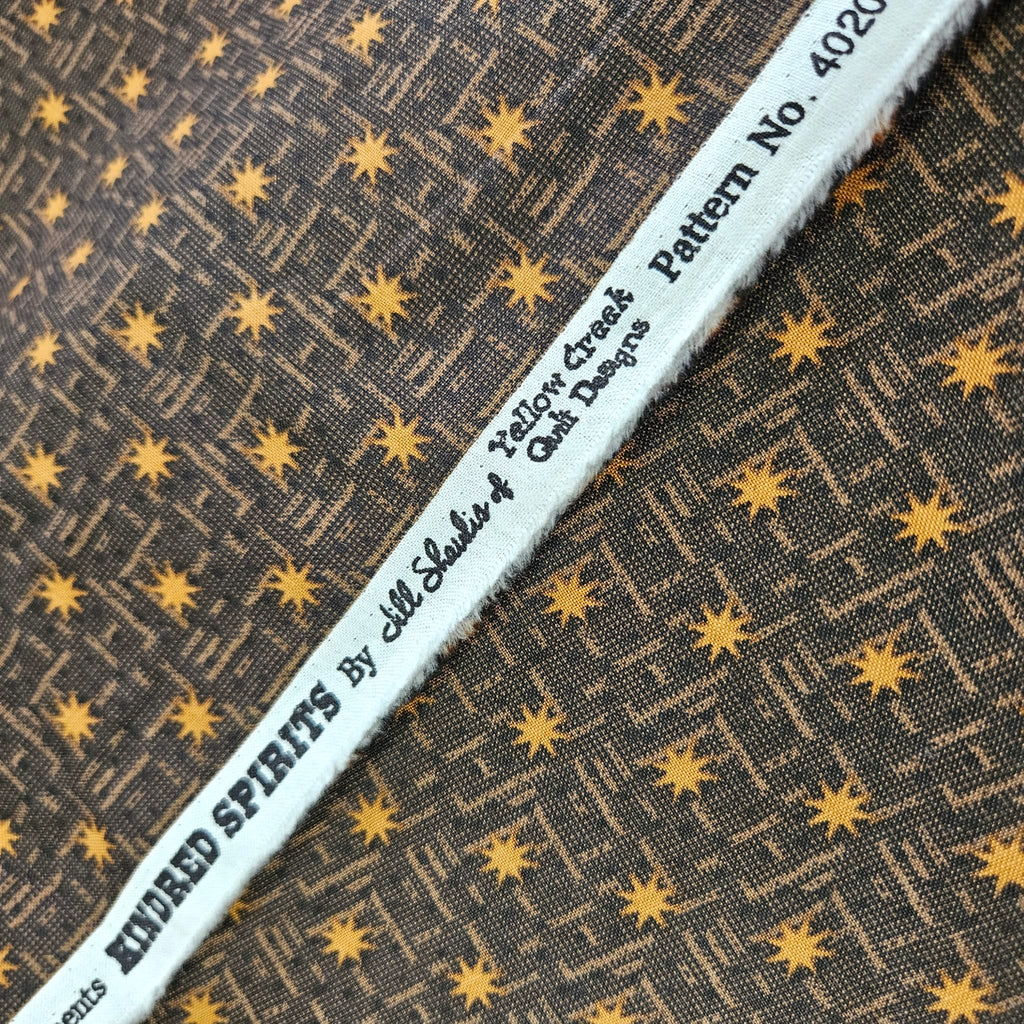 ents KINDRED SPIRITS By Jill Shaulis of Yellow Creek
Quilt Designs
Pattern No. 4020